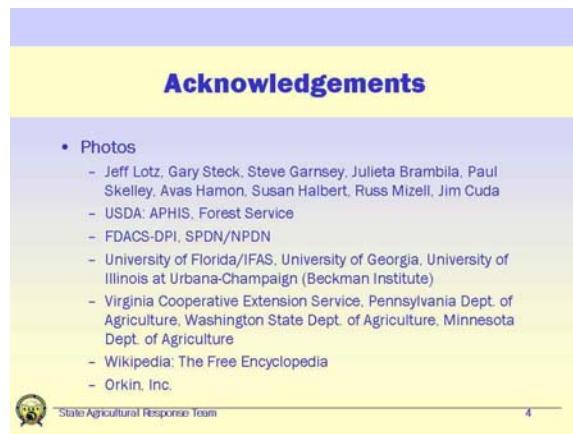 Acknowledgements
• Photos
– Jeff Lotz, Gary Steck, Steve Garnsey, Julieta Brambila, Paul
Skelley, Avas Hamon, Susan Halbert, Russ Mizell, Jim Cuda
– USDA: APHIS, Forest Service
– FDACS-DPI, SPDN/NPDN
– University of Florida/IFAS, University of Georgia, University of
Illinois at Urbana-Champaign (Beckman Institute)
– Virginia Cooperative Extension Service, Pennsylvania Dept. of
Agriculture, Washington State Dept. of Agriculture, Minnesota
Dept. of Agriculture
– Wikipedia: The Free Encyclopedia
– Orkin, Inc.
State Agricultural Response Team 4